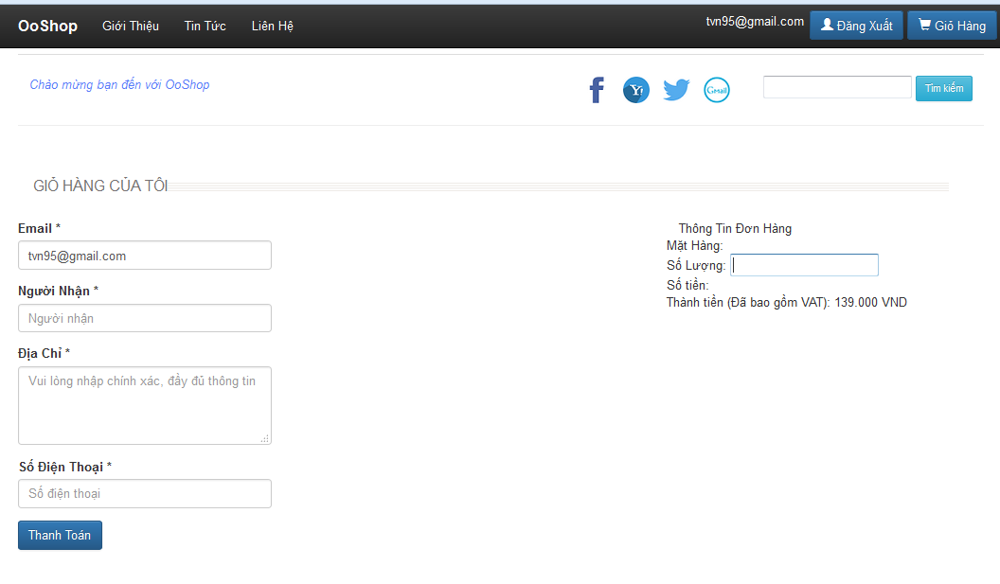 OoShop Giới Thiệu Tin Tức Liên Hệ tvn95@gmail.com Đăng Xuất Giỏ Hàng
Chào mừng bạn đến với OoShop Y! Gmail Tìm kiếm
GIỎ HÀNG CỦA TÔI
Email *
tvn95@gmail.com
Người Nhận *
Người nhận
Địa Chỉ *
Vui lòng nhập chính xác, đầy đủ thông tin
Số Điện Thoại *
Số điện thoại
Thanh Toán
Thông Tin Đơn Hàng
Mặt Hàng:
Số Lượng:
Số tiền:
Thành tiền (Đã bao gồm VAT): 139.000 VND